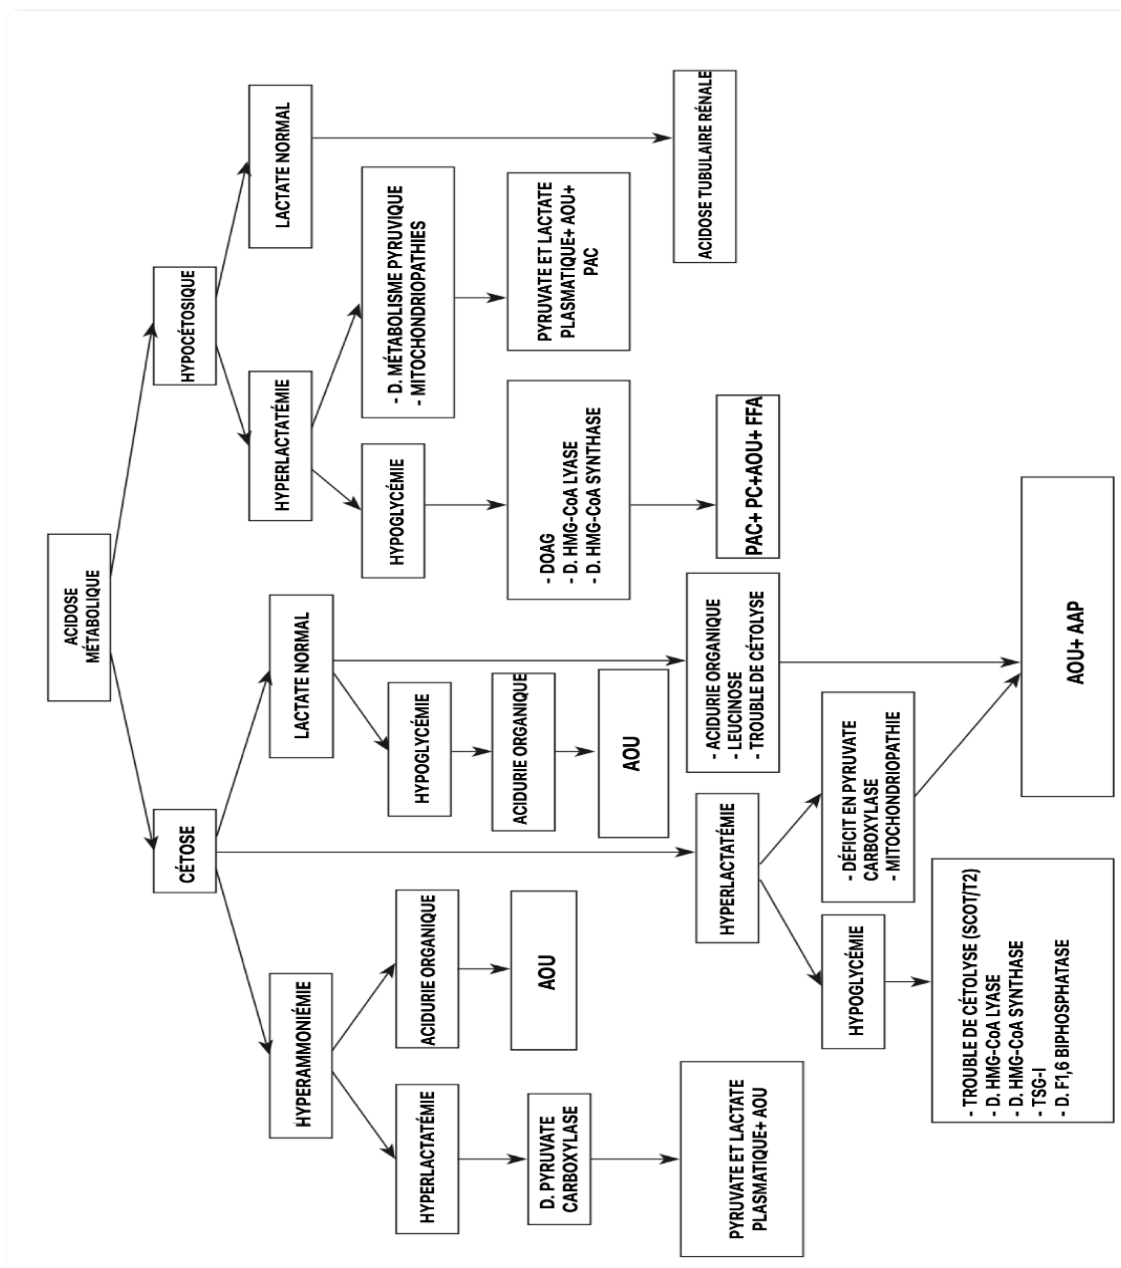 ACIDOSE
MÉTABOLIQUE
CÉTOSE
HYPOCÉTOSIQUE
HYPERAMMONIÉMIE
LACTATE NORMAL
HYPERLACTATÉMIE
LACTATE NORMAL
HYPERLACTATÉMIE
ACIDURIE ORGANIQUE
HYPOGLYCÉMIE
HYPOGLYCÉMIE
- D. MÉTABOLISME PYRUVIQUE
- MITOCHONDRIOPATHIES
D. PYRUVATE
CARBOXYLASE
AOU
ACIDURIE ORGANIQUE
- DOAG
- D. HMG-CoA LYASE
- D. HMG-CoA SYNTHASE
PYRUVATE ET LACTATE
PLASMATIQUE+ AOU+
PAC
AOU
PYRUVATE ET LACTATE
PLASMATIQUE+ AOU
HYPERLACTATÉMIE
- ACIDURIE ORGANIQUE
- LEUCINOSE
- TROUBLE DE CÉTOLYSE
PAC+ PC+AOU+ FFA
ACIDOSE TUBULAIRE RÉNALE
HYPOGLYCÉMIE
- DÉFICIT EN PYRUVATE
CARBOXYLASE
- MITOCHONDRIOPATHIE
- TROUBLE DE CÉTOLYSE (SCOT/T2)
- D. HMG-CoA LYASE
- D. HMG-CoA SYNTHASE
- TSG-I
- D. F1,6 BIPHOSPHATASE
AOU+ AAP